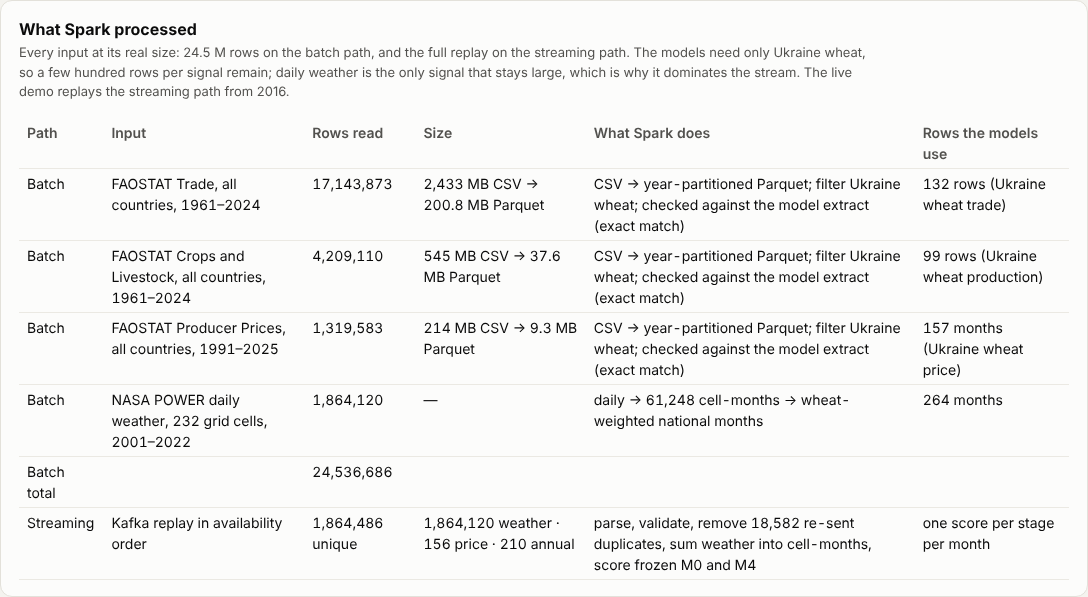 What Spark processed
Every input at its real size: 24.5 M rows on the batch path, and the full replay on the streaming path. The models need only Ukraine wheat,
so a few hundred rows per signal remain; daily weather is the only signal that stays large, which is why it dominates the stream. The live
demo replays the streaming path from 2016.
Path Input Rows read Size What Spark does Rows the models
use
Batch FAOSTAT Trade, all 17,143,873 2,433 MB CSV → CSV → year-partitioned Parquet; filter Ukraine 132 rows (Ukraine
countries, 1961–2024 200.8 MB Parquet wheat; checked against the model extract wheat trade)
(exact match)
Batch FAOSTAT Crops and 4,209,110 545 MB CSV → 37.6 CSV → year-partitioned Parquet; filter Ukraine 99 rows (Ukraine
Livestock, all countries, MB Parquet wheat; checked against the model extract wheat production)
1961–2024 (exact match)
Batch FAOSTAT Producer Prices, 1,319,583 214 MB CSV → 9.3 MB CSV → year-partitioned Parquet; filter Ukraine 157 months
all countries, 1991–2025 Parquet wheat; checked against the model extract (Ukraine wheat
(exact match) price)
Batch NASA POWER daily 1,864,120 — daily → 61,248 cell-months → wheat- 264 months
weather, 232 grid cells, weighted national months
2001–2022
Batch 24,536,686
total
Streaming Kafka replay in availability 1,864,486 1,864,120 weather · parse, validate, remove 18,582 re-sent one score per stage
order unique 156 price · 210 annual duplicates, sum weather into cell-months, per month
score frozen M0 and M4